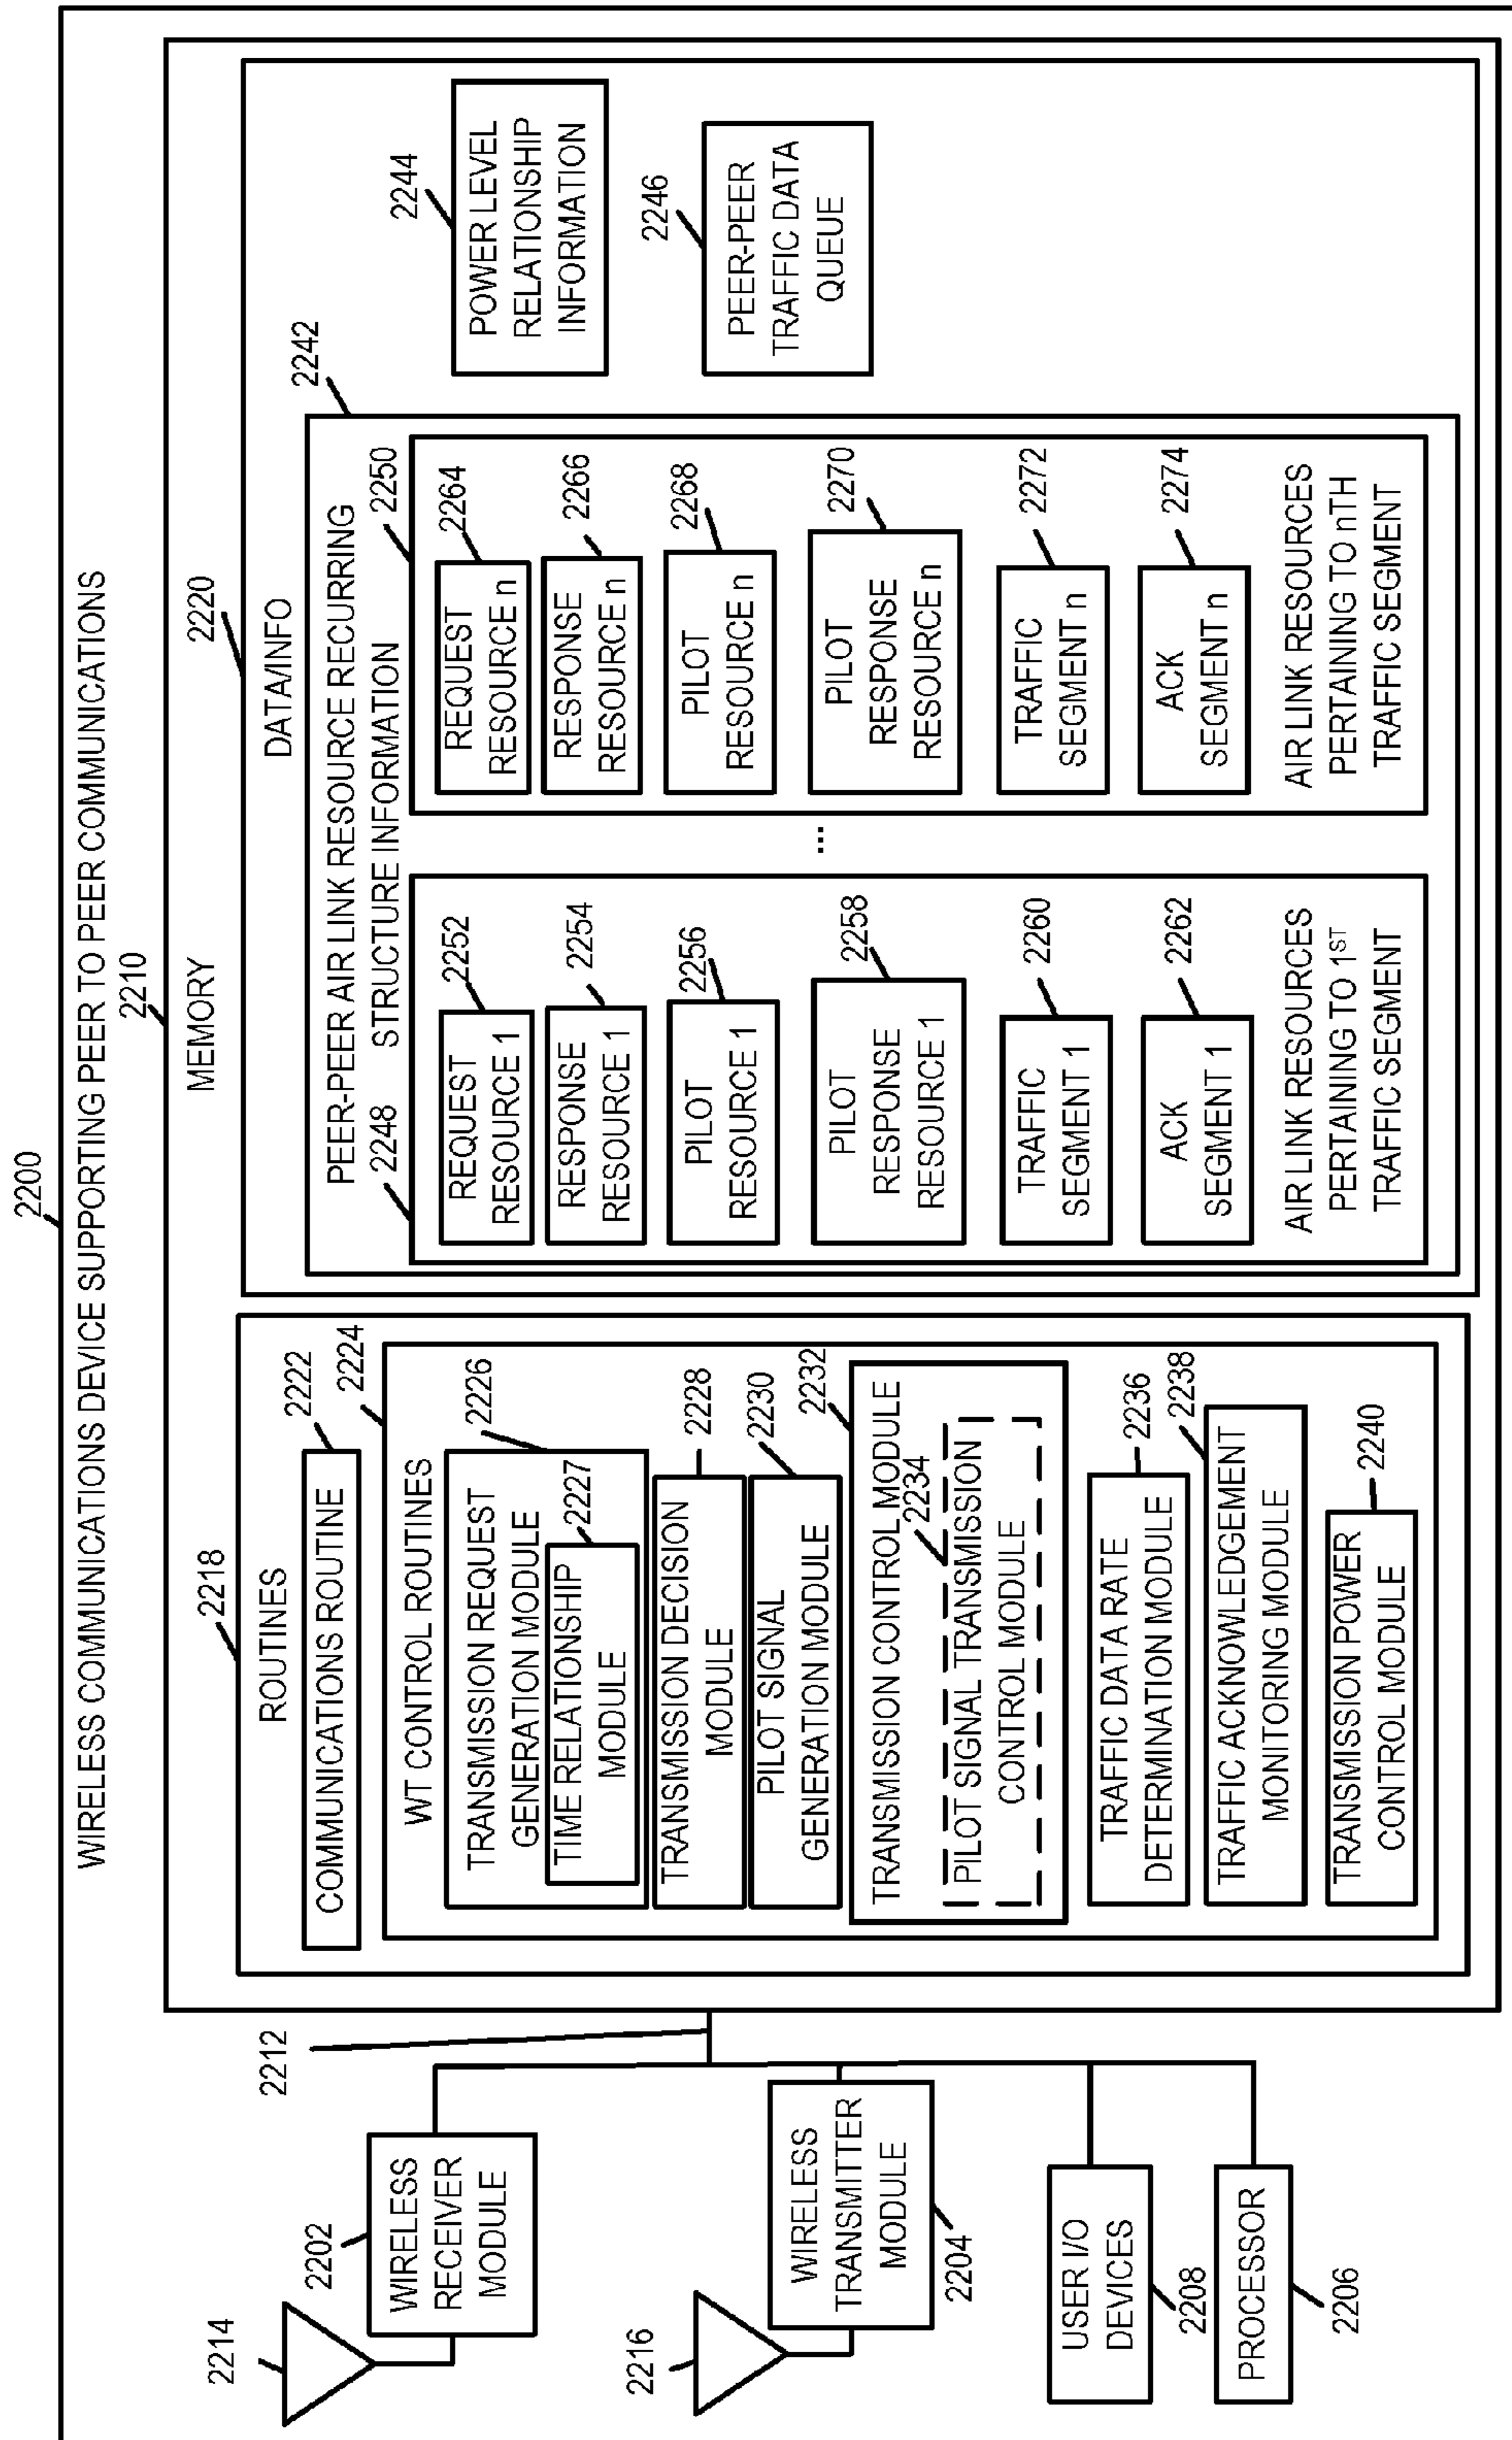 2200
WIRELESS COMMUNICATIONS DEVICE SUPPORTING PEER TO PEER COMMUNICATIONS
2214
2202
WIRELESS
RECEIVER
MODULE
2216
WIRELESS
TRANSMITTER
MODULE
2204
USER I/O
DEVICES
2208
PROCESSOR
2206
2212
2210
MEMORY
2218
ROUTINES
2222
COMMUNICATIONS ROUTINE
2224
WT CONTROL ROUTINES
2226
TRANSMISSION REQUEST
GENERATION MODULE
2227
TIME RELATIONSHIP
MODULE
2228
TRANSMISSION DECISION
MODULE
2230
PILOT SIGNAL
GENERATION MODULE
2232
TRANSMISSION CONTROL MODULE
2234
PILOT SIGNAL TRANSMISSION
CONTROL MODULE
2236
TRAFFIC DATA RATE
DETERMINATION MODULE
2238
TRAFFIC ACKNOWLEDGEMENT
MONITORING MODULE
2240
TRANSMISSION POWER
CONTROL MODULE
2220
DATA/INFO
2242
PEER-PEER AIR LINK RESOURCE RECURRING
STRUCTURE INFORMATION
2248
2252
REQUEST
RESOURCE 1
2254
RESPONSE
RESOURCE 1
2256
PILOT
RESOURCE 1
2258
PILOT
RESPONSE
RESOURCE 1
2260
TRAFFIC
SEGMENT 1
2262
ACK
SEGMENT 1
AIR LINK RESOURCES
PERTAINING TO 1ST
TRAFFIC SEGMENT
...
2250
2264
REQUEST
RESOURCE n
2266
RESPONSE
RESOURCE n
2268
PILOT
RESOURCE n
2270
PILOT
RESPONSE
RESOURCE n
2272
TRAFFIC
SEGMENT n
2274
ACK
SEGMENT n
AIR LINK RESOURCES
PERTAINING TO nTH
TRAFFIC SEGMENT
2244
POWER LEVEL
RELATIONSHIP
INFORMATION
2246
PEER-PEER
TRAFFIC DATA
QUEUE